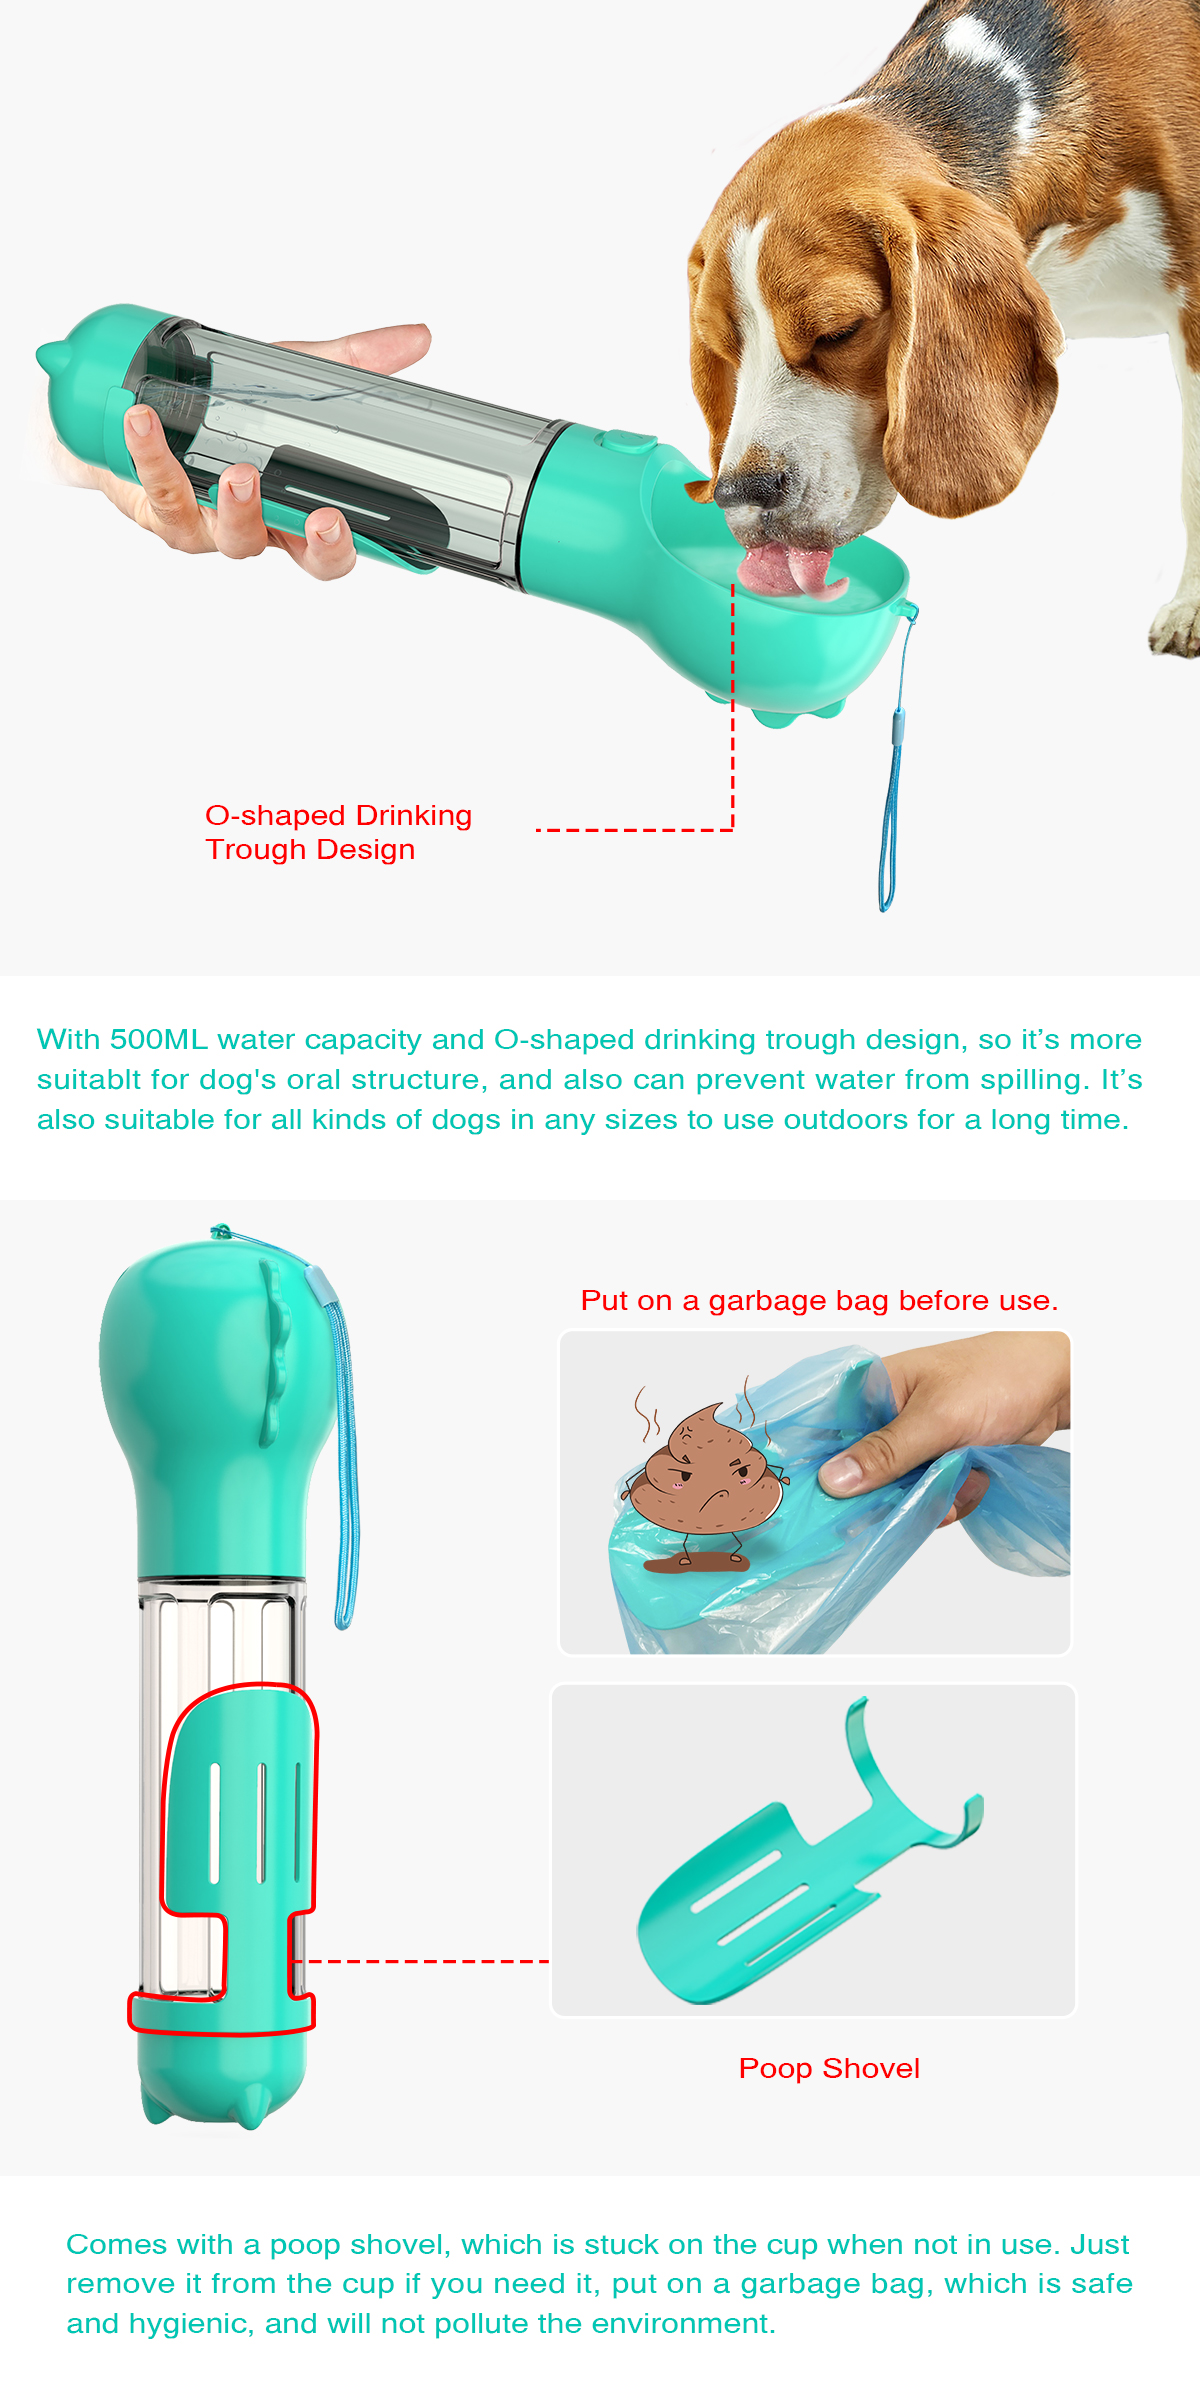 O-shaped Drinking
Trough Design
With 500ML water capacity and O-shaped drinking trough design, so it’s more
suitablt for dog's oral structure, and also can prevent water from spilling. It’s
also suitable for all kinds of dogs in any sizes to use outdoors for a long time.
Put on a garbage bag before use.
Poop Shovel
Comes with a poop shovel, which is stuck on the cup when not in use. Just
remove it from the cup if you need it, put on a garbage bag, which is safe
and hygienic, and will not pollute the environment.